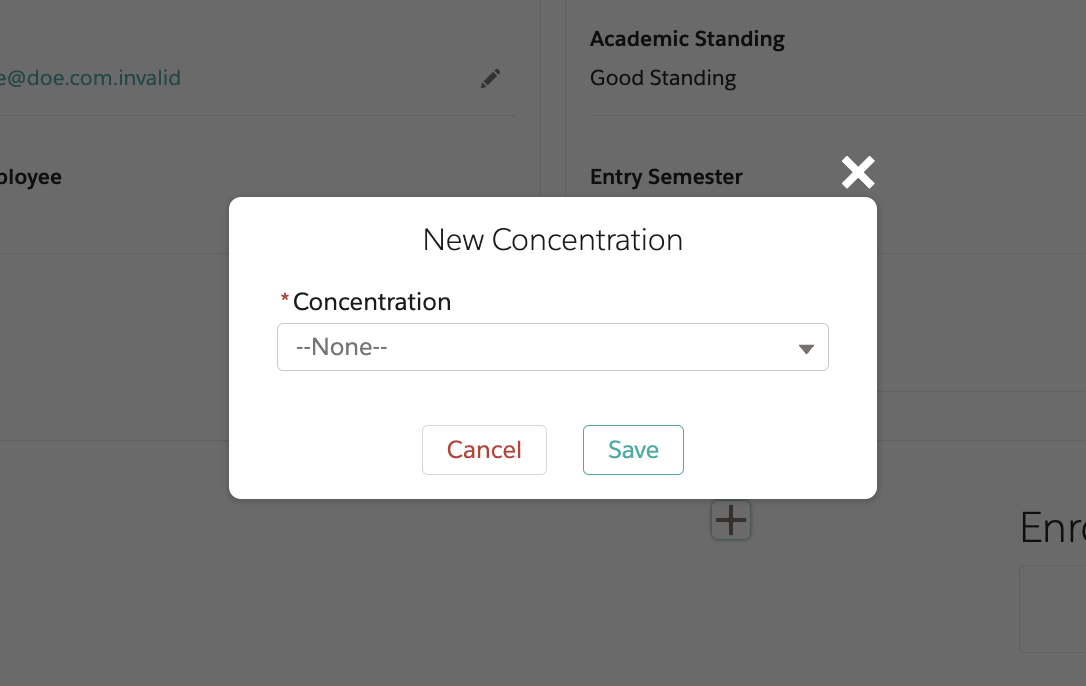 Academic Standing
e@doe.com.invalid
Good Standing
ployee
Entry Semester
New Concentration
*Concentration
--None--
Cancel
Save
Enro